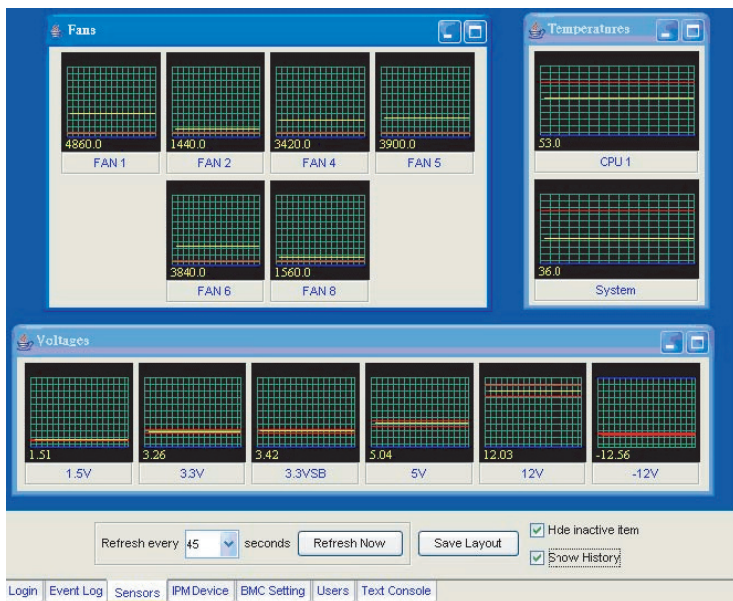 Fans
4860.0
1440.0
3420.0
3900.0
FAN 1
FAN 2
FAN 4
FAN 5
3840.0
1560.0
FAN 6
FAN 8
Temperatures
53.0
CPU 1
36.0
System
Voltages
1.51
3.26
3.42
5.04
12.03
-12.56
1.5V
3.3V
3.3VSB
5V
12V
-12V
Refresh every 45 seconds Refresh Now Save Layout
Hide inactive item
Show History
Login Event Log Sensors IPM Device BMC Setting Users Text Console